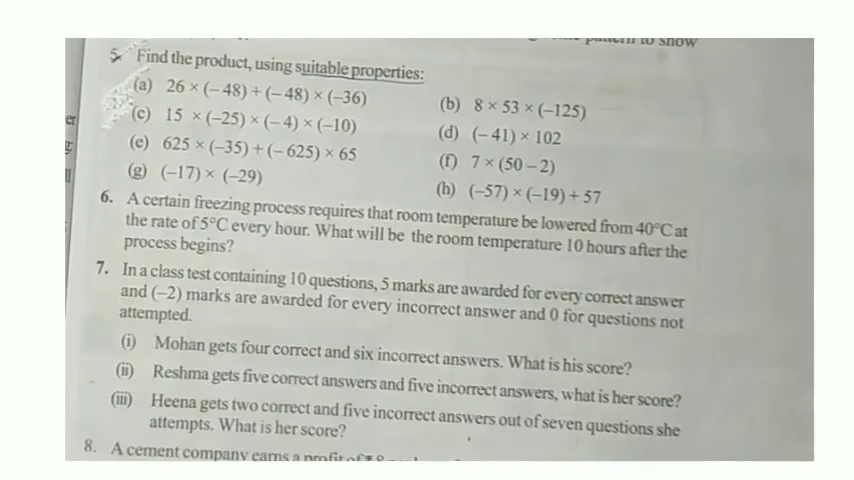 pattern to show
5. Find the product, using suitable properties:
(a) 26 × (– 48) + (– 48) × (–36)
(b) 8 × 53 × (–125)
(c) 15 × (–25) × (– 4) × (–10)
(d) (– 41) × 102
(e) 625 × (–35) + (– 625) × 65
(f) 7 × (50 – 2)
(g) (–17) × (–29)
(h) (–57) × (–19) + 57
6. A certain freezing process requires that room temperature be lowered from 40°C at
the rate of 5°C every hour. What will be the room temperature 10 hours after the
process begins?
7. In a class test containing 10 questions, 5 marks are awarded for every correct answer
and (–2) marks are awarded for every incorrect answer and 0 for questions not
attempted.
(i) Mohan gets four correct and six incorrect answers. What is his score?
(ii) Reshma gets five correct answers and five incorrect answers, what is her score?
(iii) Heena gets two correct and five incorrect answers out of seven questions she
attempts. What is her score?
8. A cement company earns a profit of ₹ 8